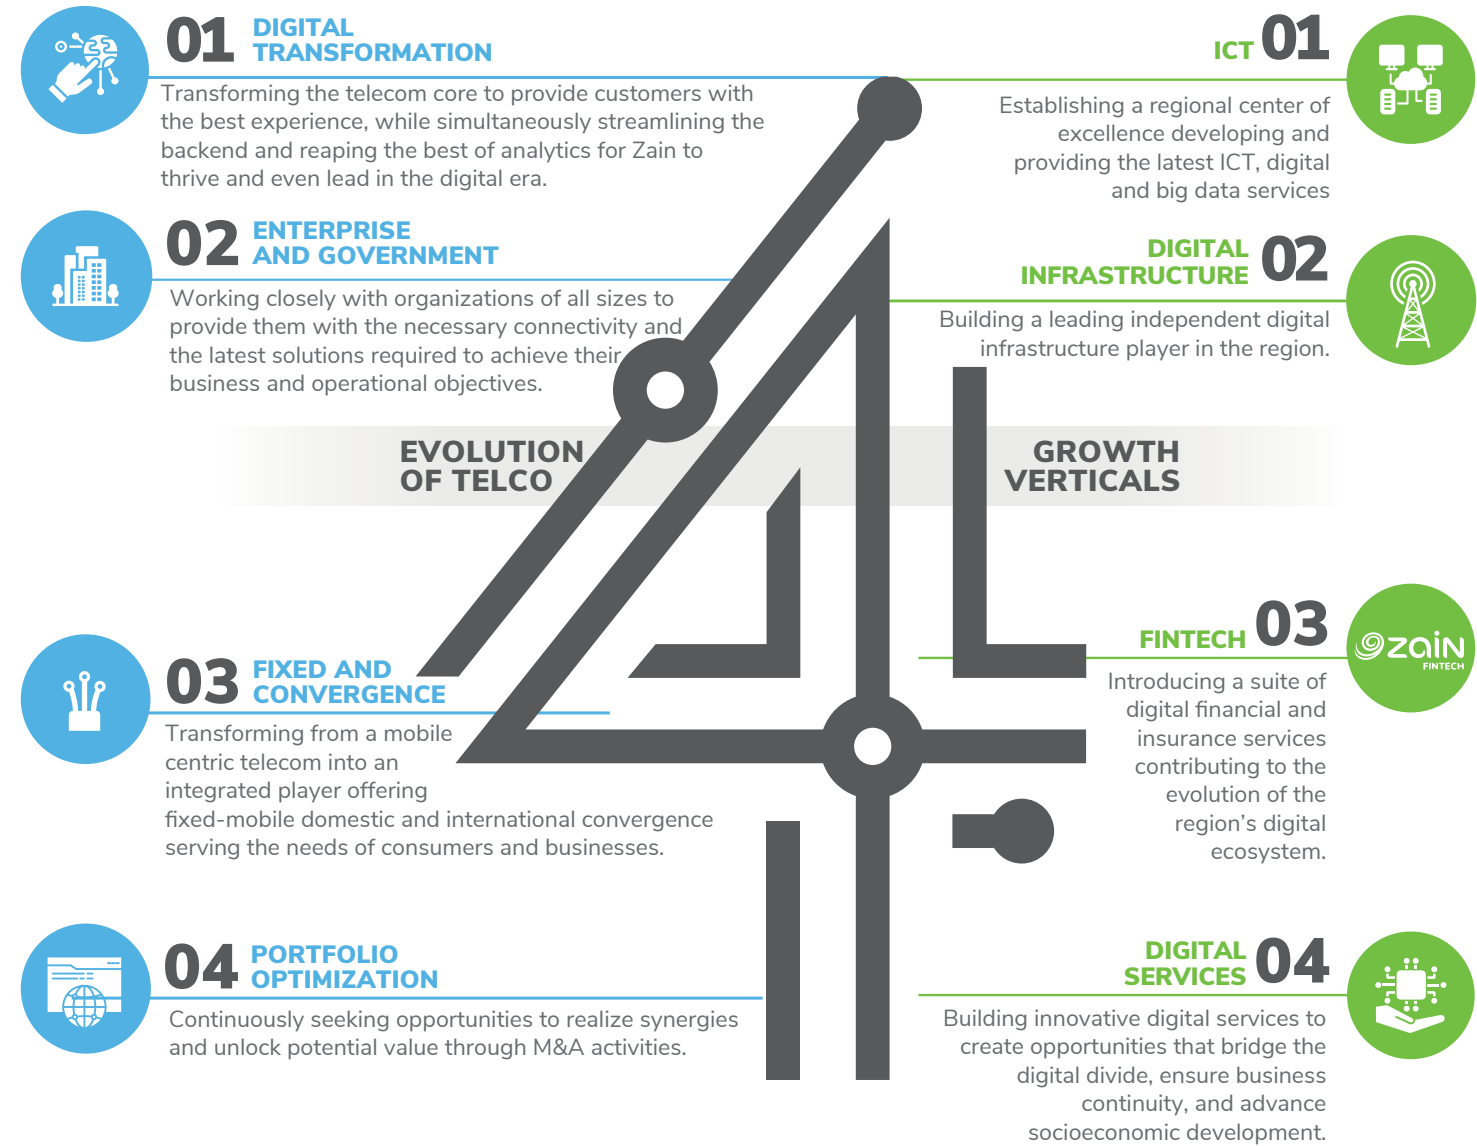 01 DIGITAL
TRANSFORMATION
Transforming the telecom core to provide customers with
the best experience, while simultaneously streamlining the
backend and reaping the best of analytics for Zain to
thrive and even lead in the digital era.
02 ENTERPRISE
AND GOVERNMENT
Working closely with organizations of all sizes to
provide them with the necessary connectivity and
the latest solutions required to achieve their
business and operational objectives.
EVOLUTION
OF TELCO
03 FIXED AND
CONVERGENCE
Transforming from a mobile
centric telecom into an
integrated player offering
fixed-mobile domestic and international convergence
serving the needs of consumers and businesses.
04 PORTFOLIO
OPTIMIZATION
Continuously seeking opportunities to realize synergies
and unlock potential value through M&A activities.
ICT 01
Establishing a regional center of
excellence developing and
providing the latest ICT, digital
and big data services
DIGITAL
INFRASTRUCTURE 02
Building a leading independent digital
infrastructure player in the region.
GROWTH
VERTICALS
FINTECH 03
zain
FINTECH
Introducing a suite of
digital financial and
insurance services
contributing to the
evolution of the
region’s digital
ecosystem.
DIGITAL
SERVICES 04
Building innovative digital services to
create opportunities that bridge the
digital divide, ensure business
continuity, and advance
socioeconomic development.